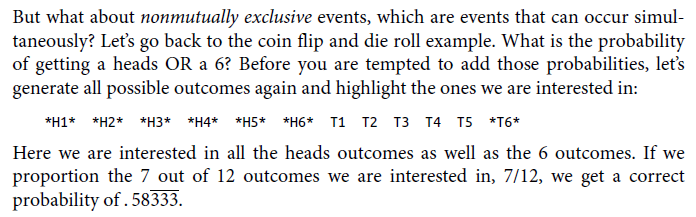 But what about nonmutually exclusive events, which are events that can occur simul-
taneously? Let's go back to the coin flip and die roll example. What is the probability
of getting a heads OR a 6? Before you are tempted to add those probabilities, let's
generate all possible outcomes again and highlight the ones we are interested in:
*H1* *H2* *H3* *H4* *H5* *H6* T1 T2 T3 T4 T5 *T6*
Here we are interested in all the heads outcomes as well as the 6 outcomes. If we
proportion the 7 out of 12 outcomes we are interested in, 7/12, we get a correct
probability of . 583̅3̅3̅.